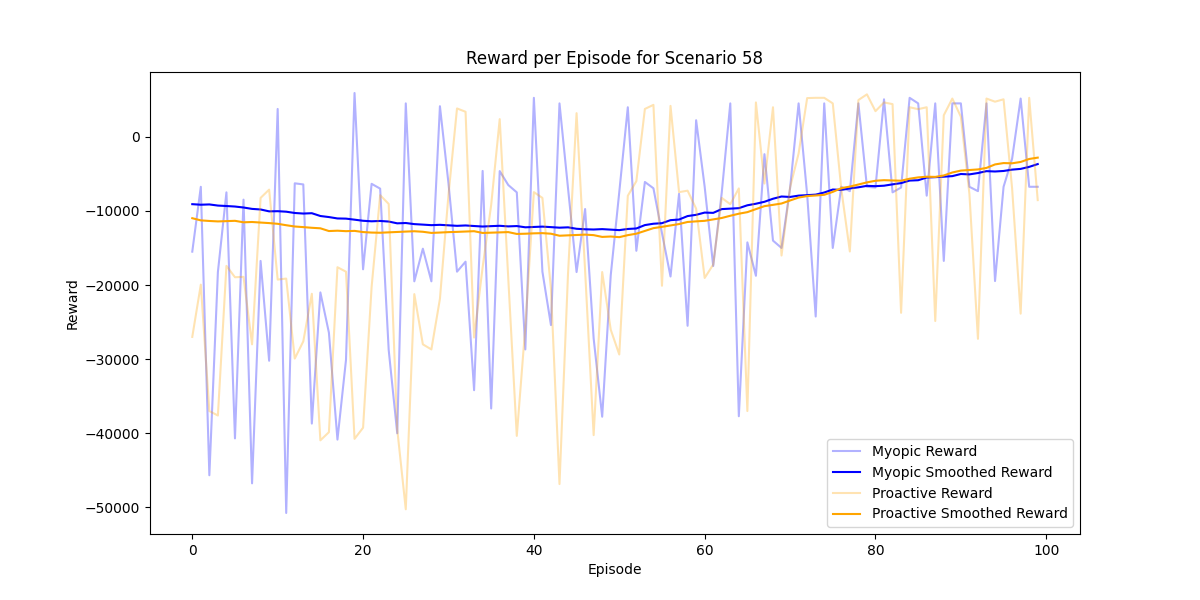 Reward per Episode for Scenario 58
Reward
0
−10000
−20000
−30000
−40000
−50000
0 20 40 60 80 100
Episode
Myopic Reward
Myopic Smoothed Reward
Proactive Reward
Proactive Smoothed Reward